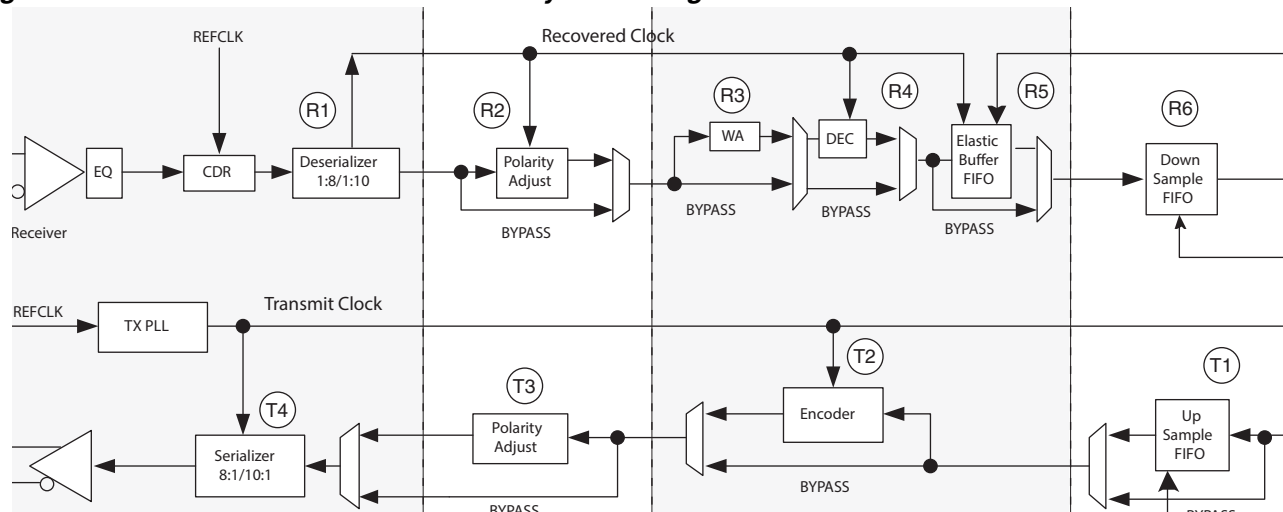 REFCLK
Recovered Clock
R1
R2
R3
R4
R5
R6
EQ
CDR
Deserializer
1:8/1:10
Polarity
Adjust
WA
DEC
Elastic
Buffer
FIFO
Down
Sample
FIFO
BYPASS
BYPASS
BYPASS
BYPASS
Receiver
REFCLK
TX PLL
Transmit Clock
T2
T1
T3
T4
Encoder
Up
Sample
FIFO
Polarity
Adjust
Serializer
8:1/10:1
BYPASS
BYPASS
BYPASS